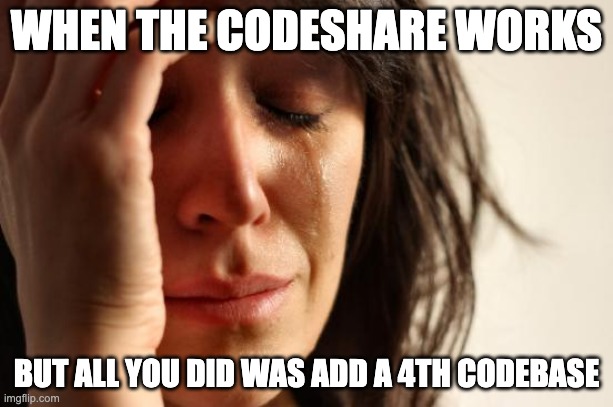 WHEN THE CODESHARE WORKS
BUT ALL YOU DID WAS ADD A 4TH CODEBASE
imgflip.com